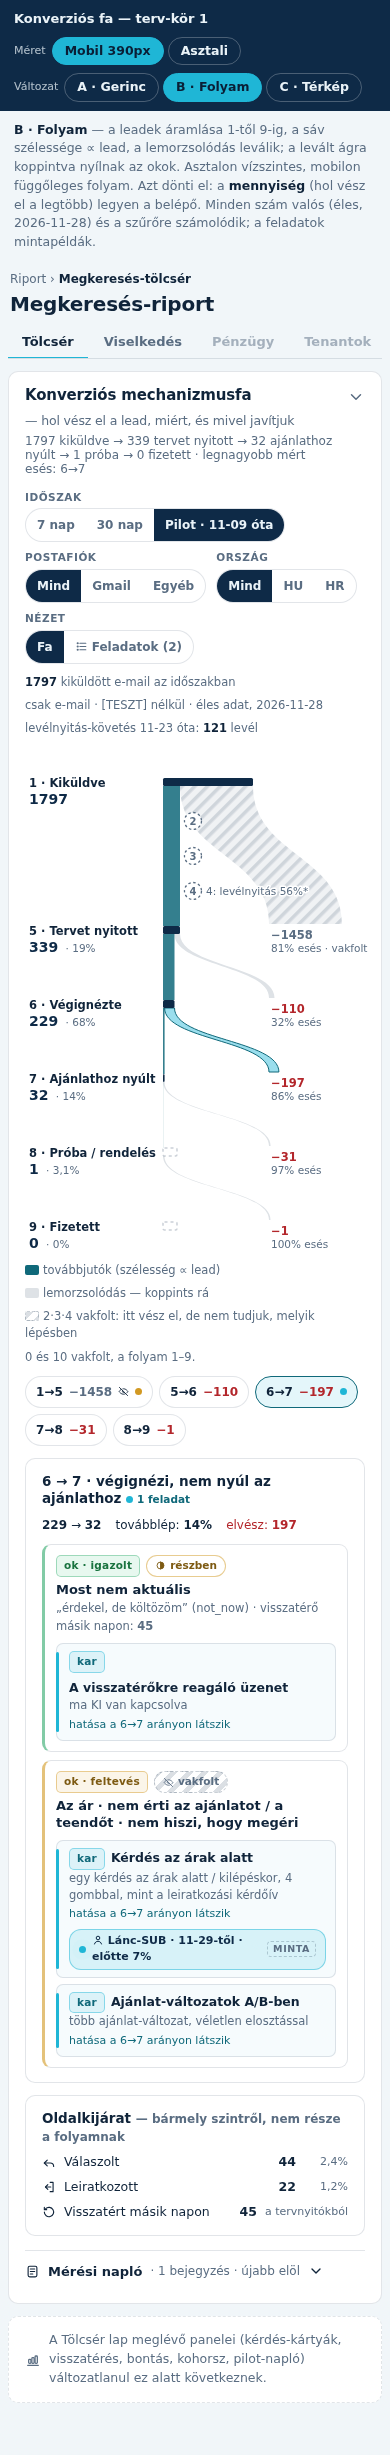 Konverziós fa — terv-kör 1
Méret Mobil 390px Asztali
Változat A · Gerinc B · Folyam C · Térkép
B · Folyam — a leadek áramlása 1-től 9-ig, a sáv
szélessége ∝ lead, a lemorzsolódás leválik; a levált ágra
koppintva nyílnak az okok. Asztalon vízszintes, mobilon
függőleges folyam. Azt dönti el: a mennyiség (hol vész
el a legtöbb) legyen a belépő. Minden szám valós (éles,
2026-11-28) és a szűrőre számolódik; a feladatok
mintapéldák.
Riport › Megkeresés-tölcsér
Megkeresés-riport
Tölcsér Viselkedés Pénzügy Tenantok
Konverziós mechanizmusfa
— hol vész el a lead, miért, és mivel javítjuk
1797 kiküldve → 339 tervet nyitott → 32 ajánlathoz
nyúlt → 1 próba → 0 fizetett · legnagyobb mért
esés: 6→7
IDŐSZAK
7 nap 30 nap Pilot · 11-09 óta
POSTAFIÓK ORSZÁG
Mind Gmail Egyéb Mind HU HR
NÉZET
Fa Feladatok (2)
1797 kiküldött e-mail az időszakban
csak e-mail · [TESZT] nélkül · éles adat, 2026-11-28
levélnyitás-követés 11-23 óta: 121 levél
1 · Kiküldve
1797
2
3
4 4: levélnyitás 56%*
5 · Tervet nyitott −1458
339 · 19% 81% esés · vakfolt
6 · Végignézte −110
229 · 68% 32% esés
7 · Ajánlathoz nyúlt −197
32 · 14% 86% esés
8 · Próba / rendelés −31
1 · 3,1% 97% esés
9 · Fizetett −1
0 · 0% 100% esés
továbbjutók (szélesség ∝ lead)
lemorzsolódás — koppints rá
2·3·4 vakfolt: itt vész el, de nem tudjuk, melyik
lépésben
0 és 10 vakfolt, a folyam 1–9.
1→5 −1458 5→6 −110 6→7 −197
7→8 −31 8→9 −1
6 → 7 · végignézi, nem nyúl az
ajánlathoz 1 feladat
229 → 32 továbblép: 14% elvész: 197
ok · igazolt részben
Most nem aktuális
„érdekel, de költözöm” (not_now) · visszatérő
másik napon: 45
kar
A visszatérőkre reagáló üzenet
ma KI van kapcsolva
hatása a 6→7 arányon látszik
ok · feltevés vakfolt
Az ár · nem érti az ajánlatot / a
teendőt · nem hiszi, hogy megéri
kar Kérdés az árak alatt
egy kérdés az árak alatt / kilépéskor, 4
gombbal, mint a leiratkozási kérdőív
hatása a 6→7 arányon látszik
Lánc-SUB · 11-29-től ·
előtte 7% MINTA
kar Ajánlat-változatok A/B-ben
több ajánlat-változat, véletlen elosztással
hatása a 6→7 arányon látszik
Oldalkijárat — bármely szintről, nem része
a folyamnak
Válaszolt 44 2,4%
Leiratkozott 22 1,2%
Visszatért másik napon 45 a tervnyitókból
Mérési napló · 1 bejegyzés · újabb elöl
A Tölcsér lap meglévő panelei (kérdés-kártyák,
visszatérés, bontás, kohorsz, pilot-napló)
változatlanul ez alatt következnek.